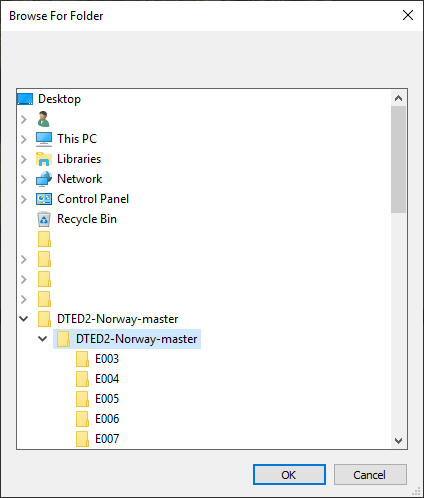 Browse For Folder
Desktop
This PC
Libraries
Network
Control Panel
Recycle Bin
DTED2-Norway-master
DTED2-Norway-master
E003
E004
E005
E006
E007
OK
Cancel